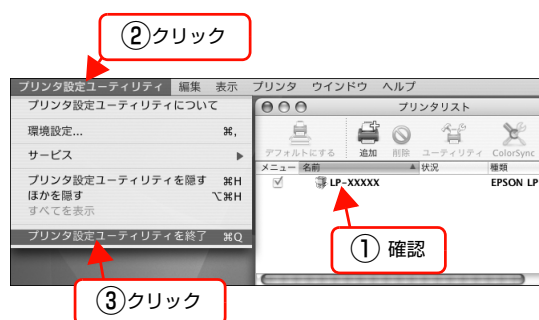 ②クリック
プリンタ設定ユーティリティ 編集 表示 プリンタ ウインドウ ヘルプ
プリンタ設定ユーティリティについて
環境設定... ⌘,
サービス ▶
プリンタ設定ユーティリティを隠す ⌘H
ほかを隠す ⌥⌘H
すべてを表示
プリンタ設定ユーティリティを終了 ⌘Q
プリンタリスト
デフォルトにする 追加 削除 ユーティリティ ColorSync
メニュー 名前 ▲ 状況 種類
LP-XXXXX EPSON LP
① 確認
③クリック